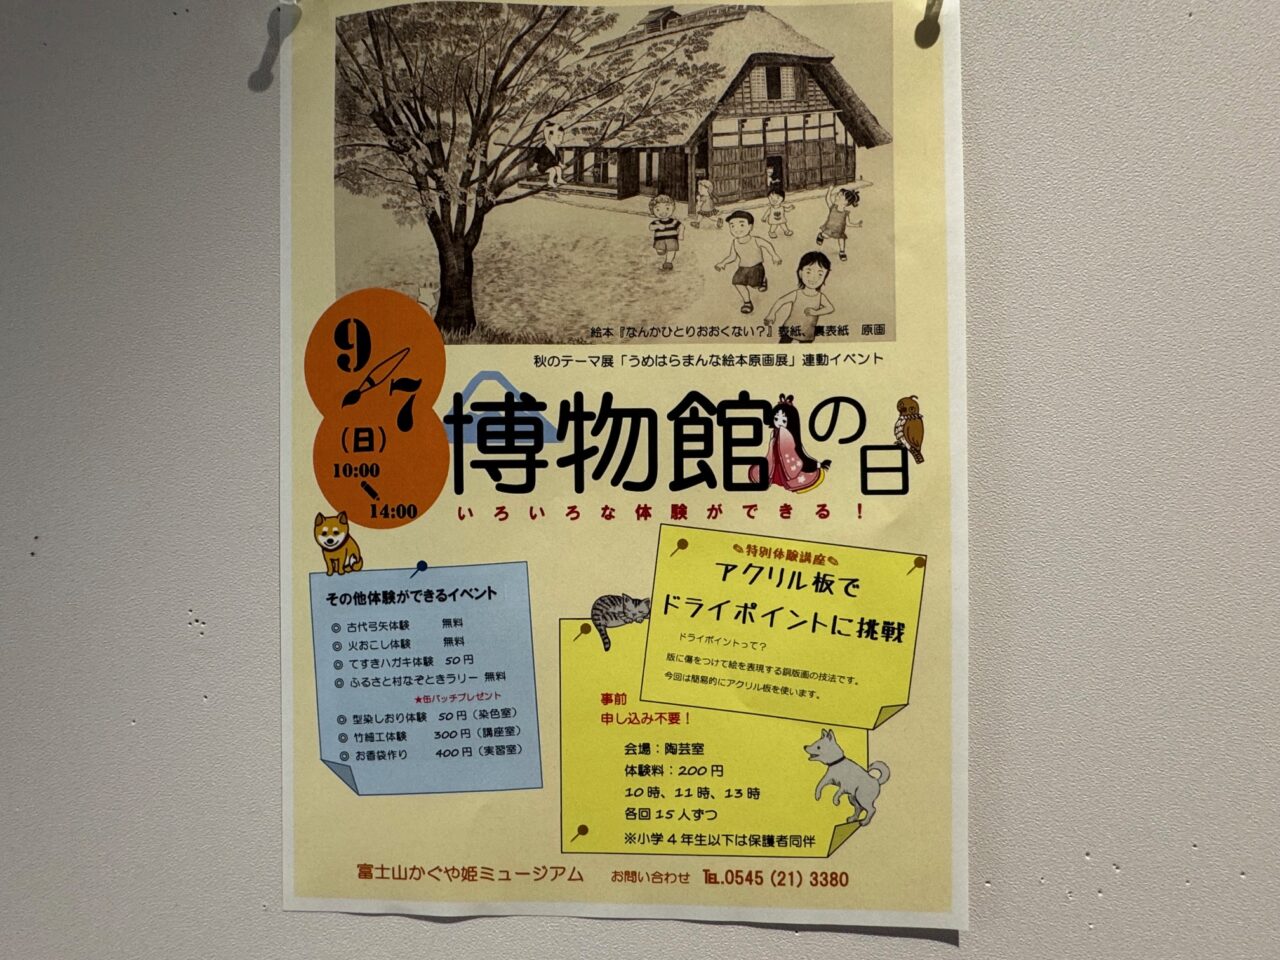 絵本『なんかひとりおおくない？』表紙、裏表紙　原画
秋のテーマ展「うめはらまんな絵本原画展」連動イベント
9/7
（日）
10:00
14:00
博物館の日
いろいろな体験ができる！
その他体験ができるイベント
◎ 古代弓矢体験　無料
◎ 火おこし体験　無料
◎ てすきハガキ体験　50円
◎ ふるさと村なぞときラリー　無料
★缶バッチプレゼント
◎ 型染しおり体験　50円（染色室）
◎ 竹細工体験　300円（講座室）
◎ お香袋作り　400円（実習室）
特別体験講座
アクリル板で
ドライポイントに挑戦
ドライポイントって？
版に傷をつけて絵を表現する銅版画の技法です。
今回は簡易的にアクリル板を使います。
事前
申し込み不要！
会場：陶芸室
体験料：200円
10時、11時、13時
各回15人ずつ
※小学4年生以下は保護者同伴
富士山かぐや姫ミュージアム　お問い合わせ　TEL.0545 (21) 3380